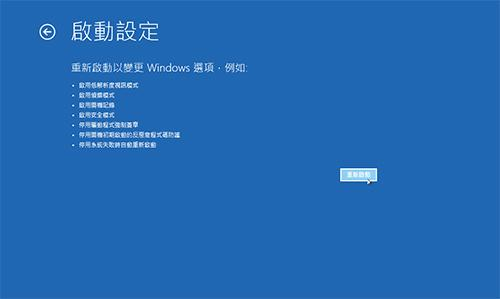 啟動設定
重新啟動以變更 Windows 選項，例如:
啟用低解析度視訊模式
啟用偵錯模式
啟用開機記錄
啟用安全模式
停用驅動程式強制簽章
停用開機初期啟動的反惡意程式碼防護
停用系統失敗時自動重新啟動
重新啟動